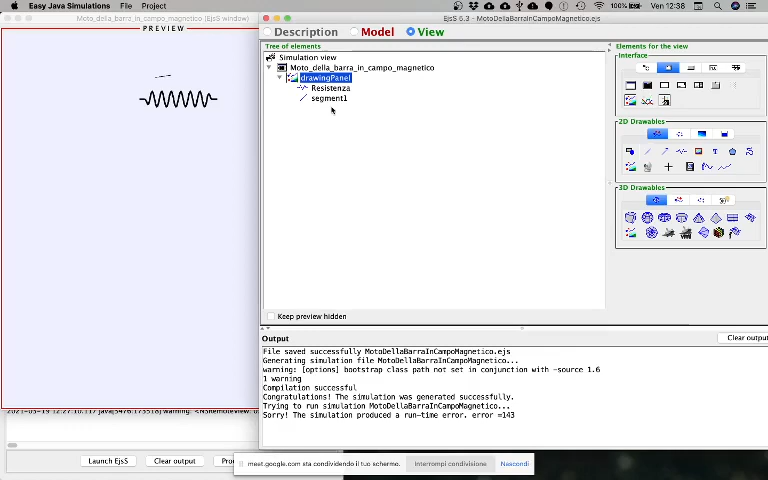 Easy Java Simulations File Project
100% Ven 12:38
Moto_della_barra_in_campo_magnetico (EjsS window)
EjsS 6.3 - MotoDellaBarraInCampoMagnetico.ejs
PREVIEW
Description Model View
Tree of elements
Simulation view
Moto_della_barra_in_campo_magnetico
drawingPanel
Resistenza
segment1
Elements for the view
Interface
2D Drawables
3D Drawables
Keep preview hidden
Output
Clear output
File saved successfully MotoDellaBarraInCampoMagnetico.ejs
Generating simulation file MotoDellaBarraInCampoMagnetico...
warning: [options] bootstrap class path not set in conjunction with -source 1.6
1 warning
Compilation successful
Congratulations! The simulation was generated successfully.
Trying to run simulation MotoDellaBarraInCampoMagnetico...
Sorry! The simulation produced a run-time error. error =143
Launch EjsS Clear output
meet.google.com sta condividendo il tuo schermo. Interrompi condivisione Nascondi